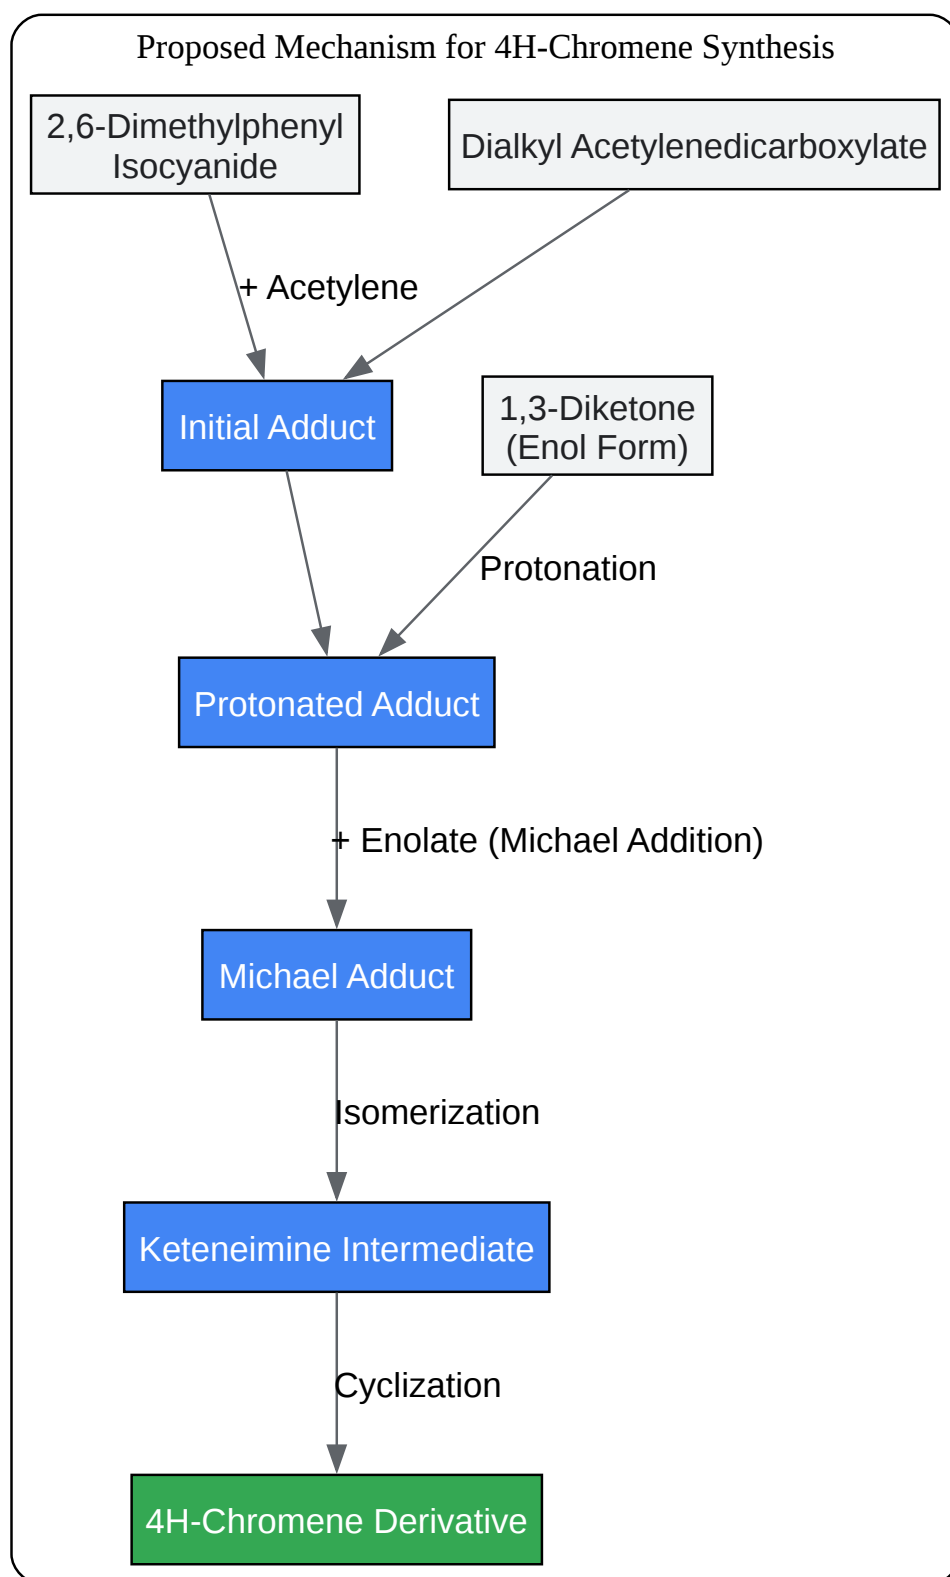 Proposed Mechanism for 4H-Chromene Synthesis
2,6-Dimethylphenyl
Isocyanide
Dialkyl Acetylenedicarboxylate
+ Acetylene
Initial Adduct
1,3-Diketone
(Enol Form)
Protonation
Protonated Adduct
+ Enolate (Michael Addition)
Michael Adduct
Isomerization
Keteneimine Intermediate
Cyclization
4H-Chromene Derivative